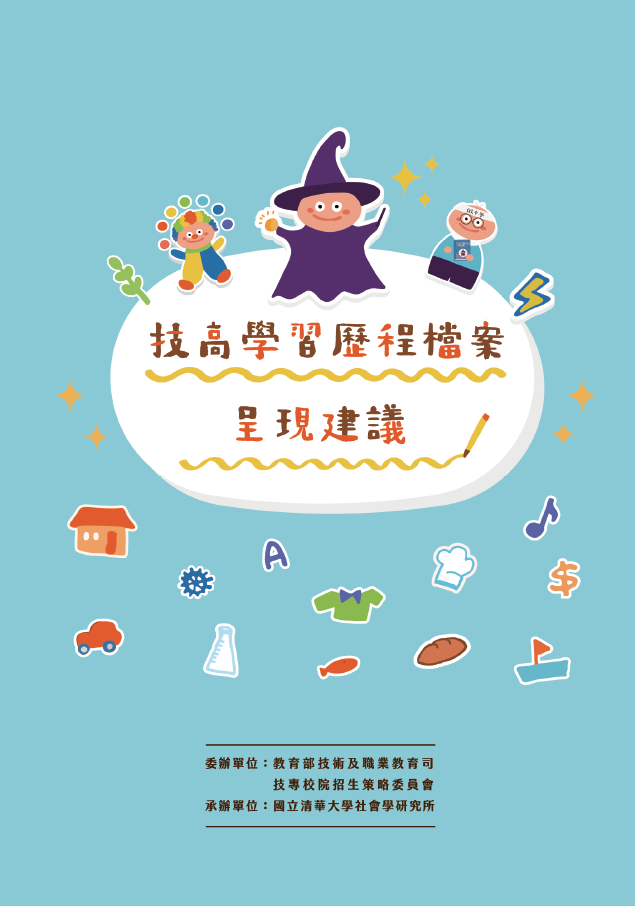 技高學習歷程檔案
呈現建議
A
$
委辦單位：教育部技術及職業教育司
技專校院招生策略委員會
承辦單位：國立清華大學社會學研究所